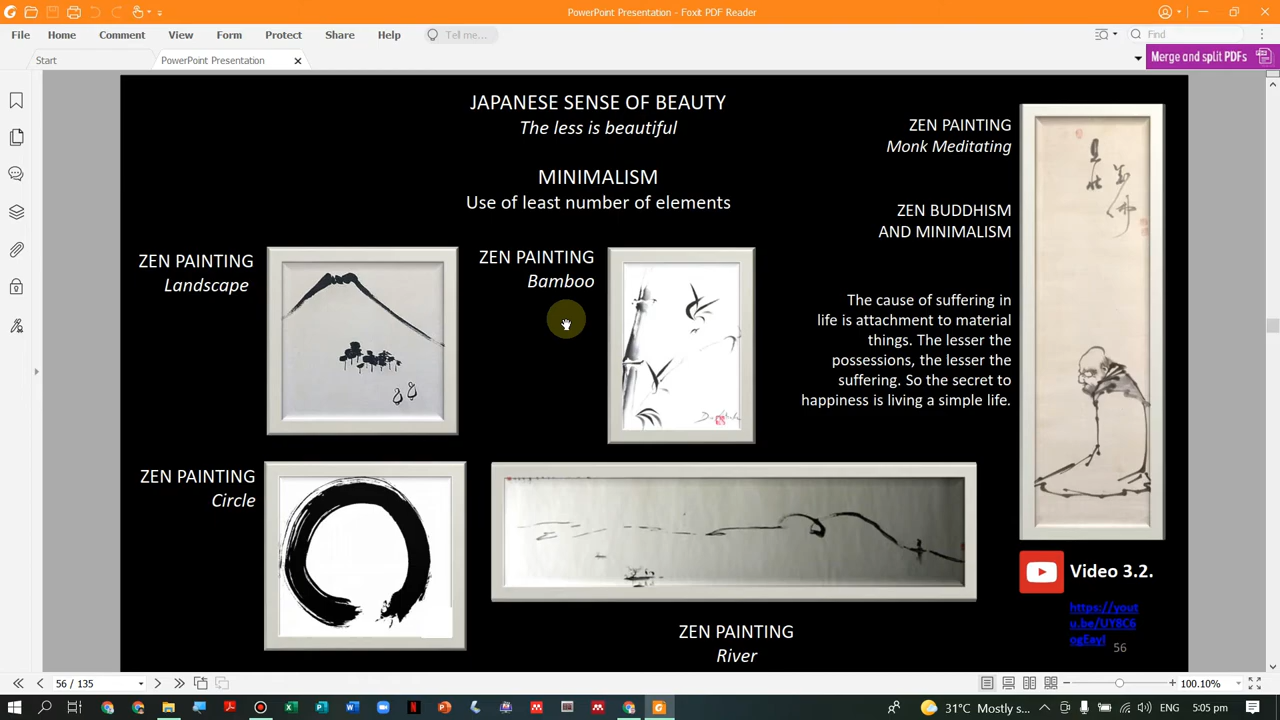 PowerPoint Presentation - Foxit PDF Reader
File Home Comment View Form Protect Share Help Tell me... Find
Start PowerPoint Presentation Merge and split PDFs
JAPANESE SENSE OF BEAUTY
The less is beautiful
MINIMALISM
Use of least number of elements
ZEN PAINTING
Landscape
ZEN PAINTING
Bamboo
ZEN PAINTING
Monk Meditating
ZEN BUDDHISM
AND MINIMALISM
The cause of suffering in
life is attachment to material
things. The lesser the
possessions, the lesser the
suffering. So the secret to
happiness is living a simple life.
ZEN PAINTING
Circle
ZEN PAINTING
River
Video 3.2.
https://yout
u.be/UY8C6
ogEayI
56
56 / 135
100.10%
31°C Mostly s...
5:05 pm